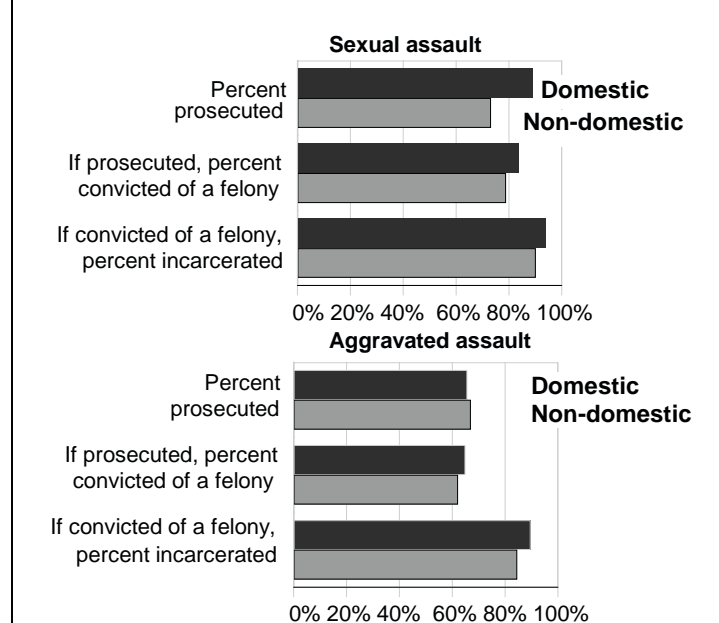 Sexual assault
Percent
prosecuted
Domestic
Non-domestic
If prosecuted, percent
convicted of a felony
If convicted of a felony,
percent incarcerated
0% 20% 40% 60% 80% 100%
Aggravated assault
Percent
prosecuted
Domestic
Non-domestic
If prosecuted, percent
convicted of a felony
If convicted of a felony,
percent incarcerated
0% 20% 40% 60% 80% 100%